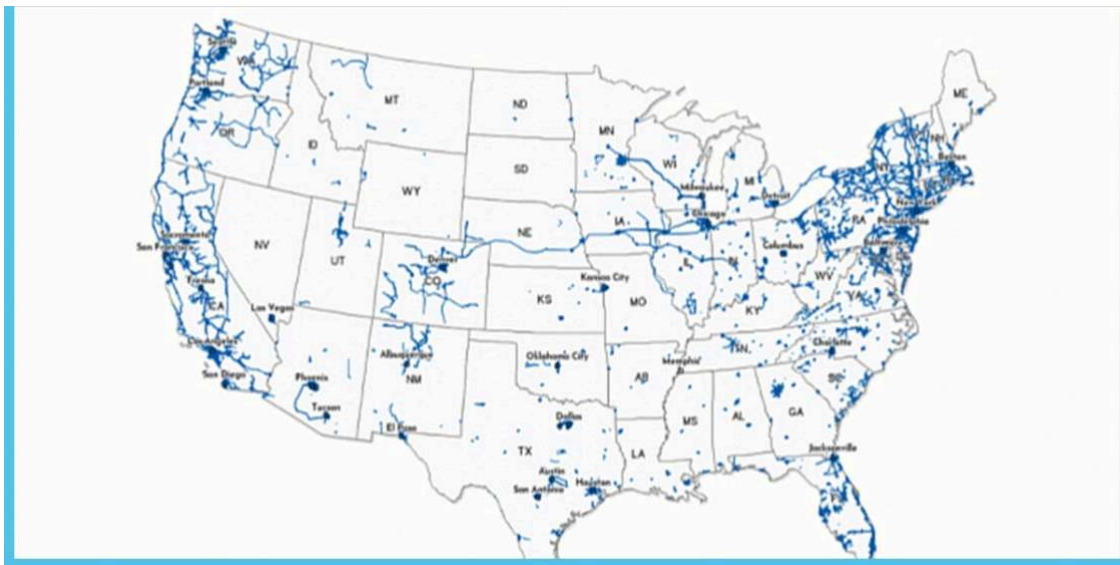 Seattle
WA
Portland
OR
MT
ID
WY
ND
SD
NE
MN
WI
MI
IA
Milwaukee
Chicago
Detroit
ME
NH
Boston
NY
New York
PA
Philadelphia
Baltimore
Sacramento
San Francisco
Fresno
CA
NV
UT
Denver
CO
KS
Kansas City
MO
IL
IN
Columbus
WV
VA
KY
Las Vegas
Los Angeles
San Diego
Phoenix
Tucson
Albuquerque
NM
El Paso
Oklahoma City
Dallas
TX
Austin
San Antonio
Houston
LA
Memphis
TN
Charlotte
SC
MS
AL
GA
Jacksonville